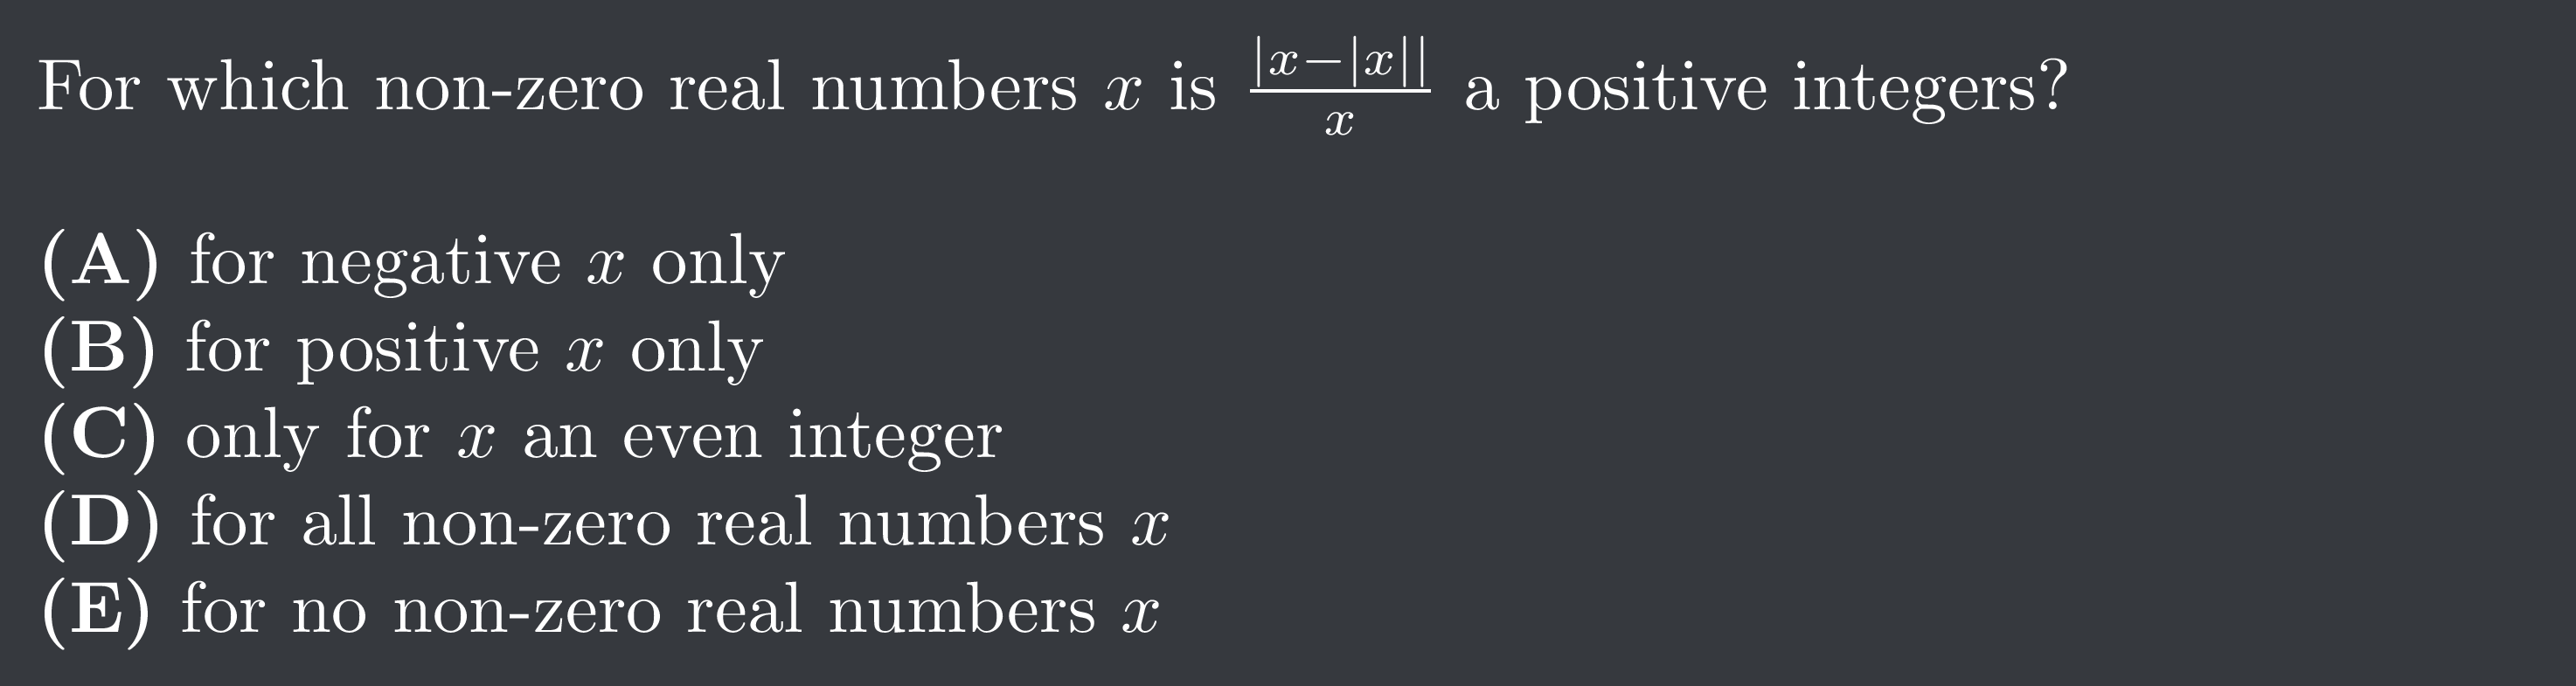 For which non-zero real numbers $x$ is $\frac{|x-|x||}{x}$ a positive integers?
(A) for negative $x$ only
(B) for positive $x$ only
(C) only for $x$ an even integer
(D) for all non-zero real numbers $x$
(E) for no non-zero real numbers $x$